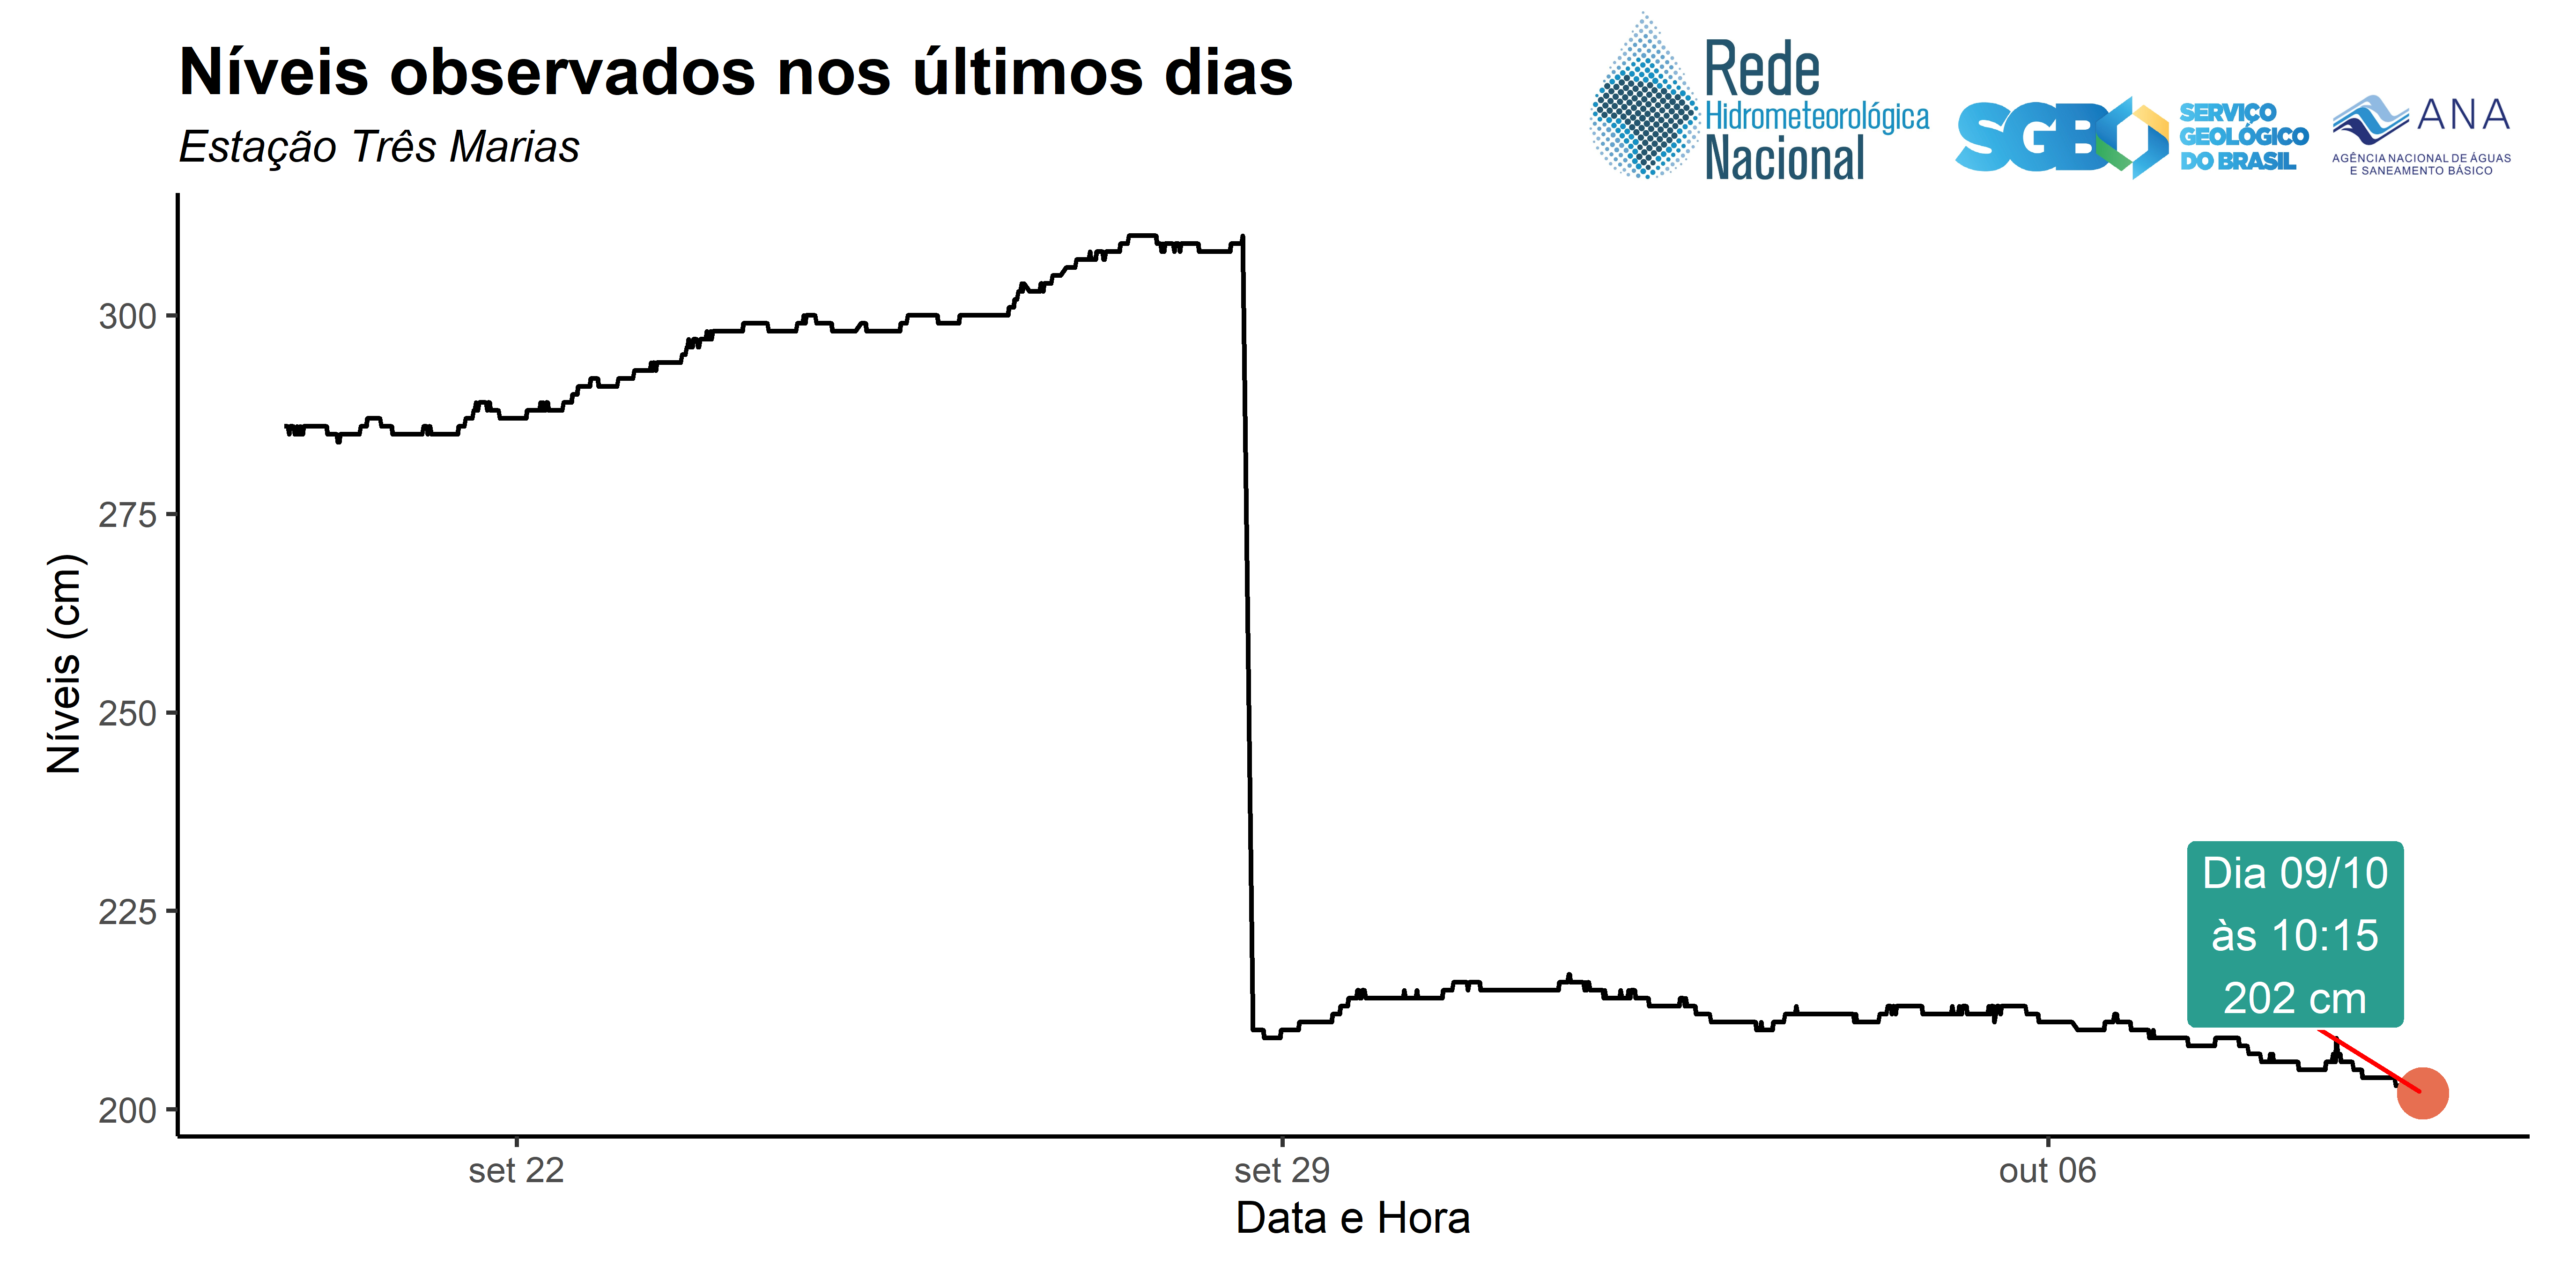 Níveis observados nos últimos dias
Estação Três Marias
Rede
Hidrometeorológica
Nacional
SGB
SERVIÇO
GEOLÓGICO
DO BRASIL
ANA
AGÊNCIA NACIONAL DE ÁGUAS
E SANEAMENTO BÁSICO
Níveis (cm)
300
275
250
225
200
Dia 09/10
às 10:15
202 cm
set 22
set 29
out 06
Data e Hora